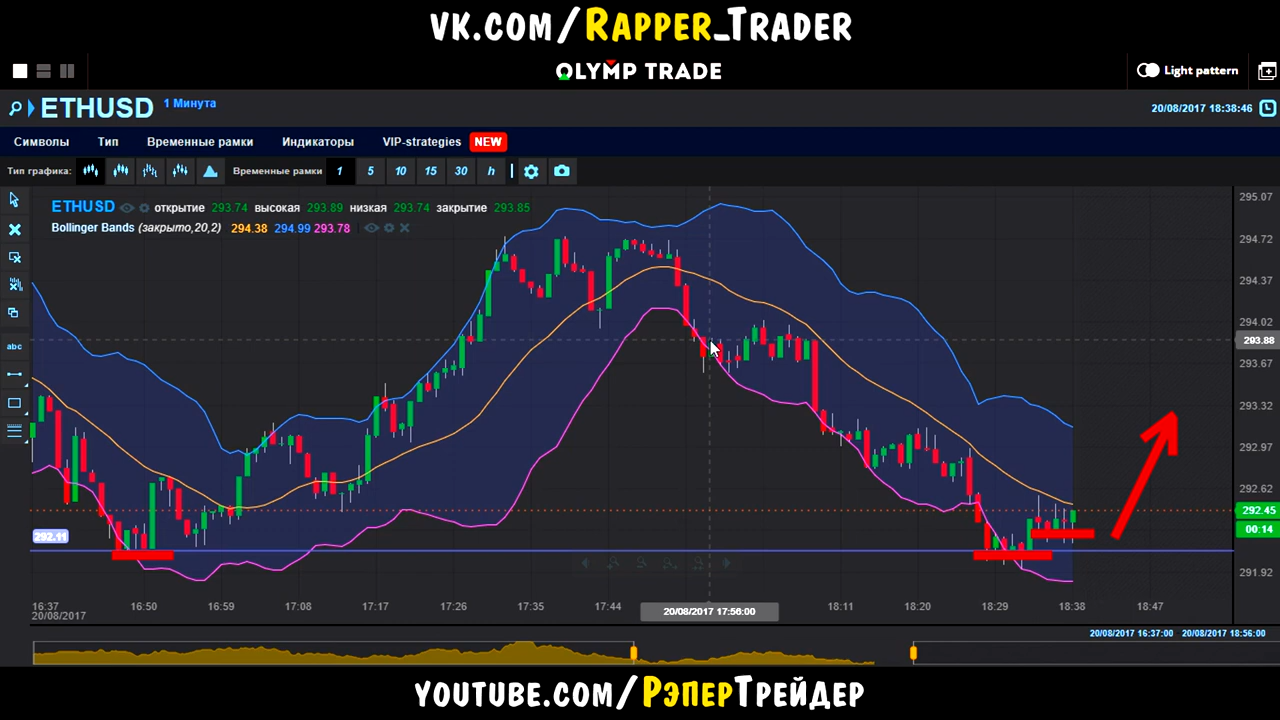 vk.com/Rapper_Trader
OLYMP TRADE
Light pattern
ETHUSD 1 Минута
20/08/2017 18:38:46
Символы Тип Временные рамки Индикаторы VIP-strategies NEW
Тип графика: Временные рамки 1 5 10 15 30 h
ETHUSD открытие 293.74 высокая 293.89 низкая 293.74 закрытие 293.85
Bollinger Bands (закрыто,20,2) 294.38 294.99 293.78
abc
295.07
294.72
294.37
294.02
293.88
293.67
293.32
292.97
292.62
292.45
00:14
292.11
291.92
16:37 16:50 16:59 17:08 17:17 17:26 17:35 17:44 20/08/2017 17:56:00 18:11 18:20 18:29 18:38 18:47
20/08/2017
20/08/2017 16:37:00 20/08/2017 18:56:00
youtube.com/РэперТрейдер